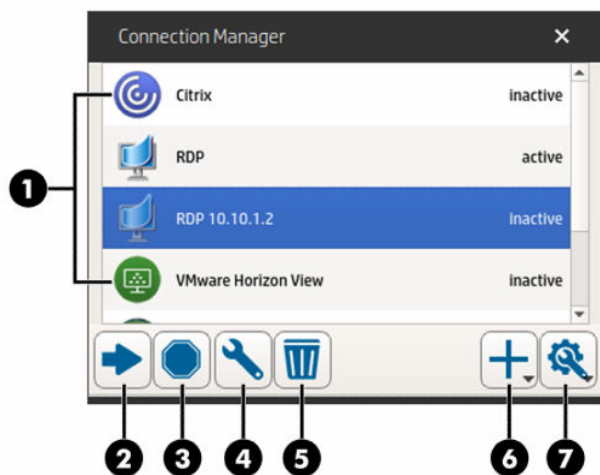 Connection Manager
Citrix inactive
RDP active
RDP 10.10.1.2 inactive
VMware Horizon View inactive
1
2 3 4 5 6 7